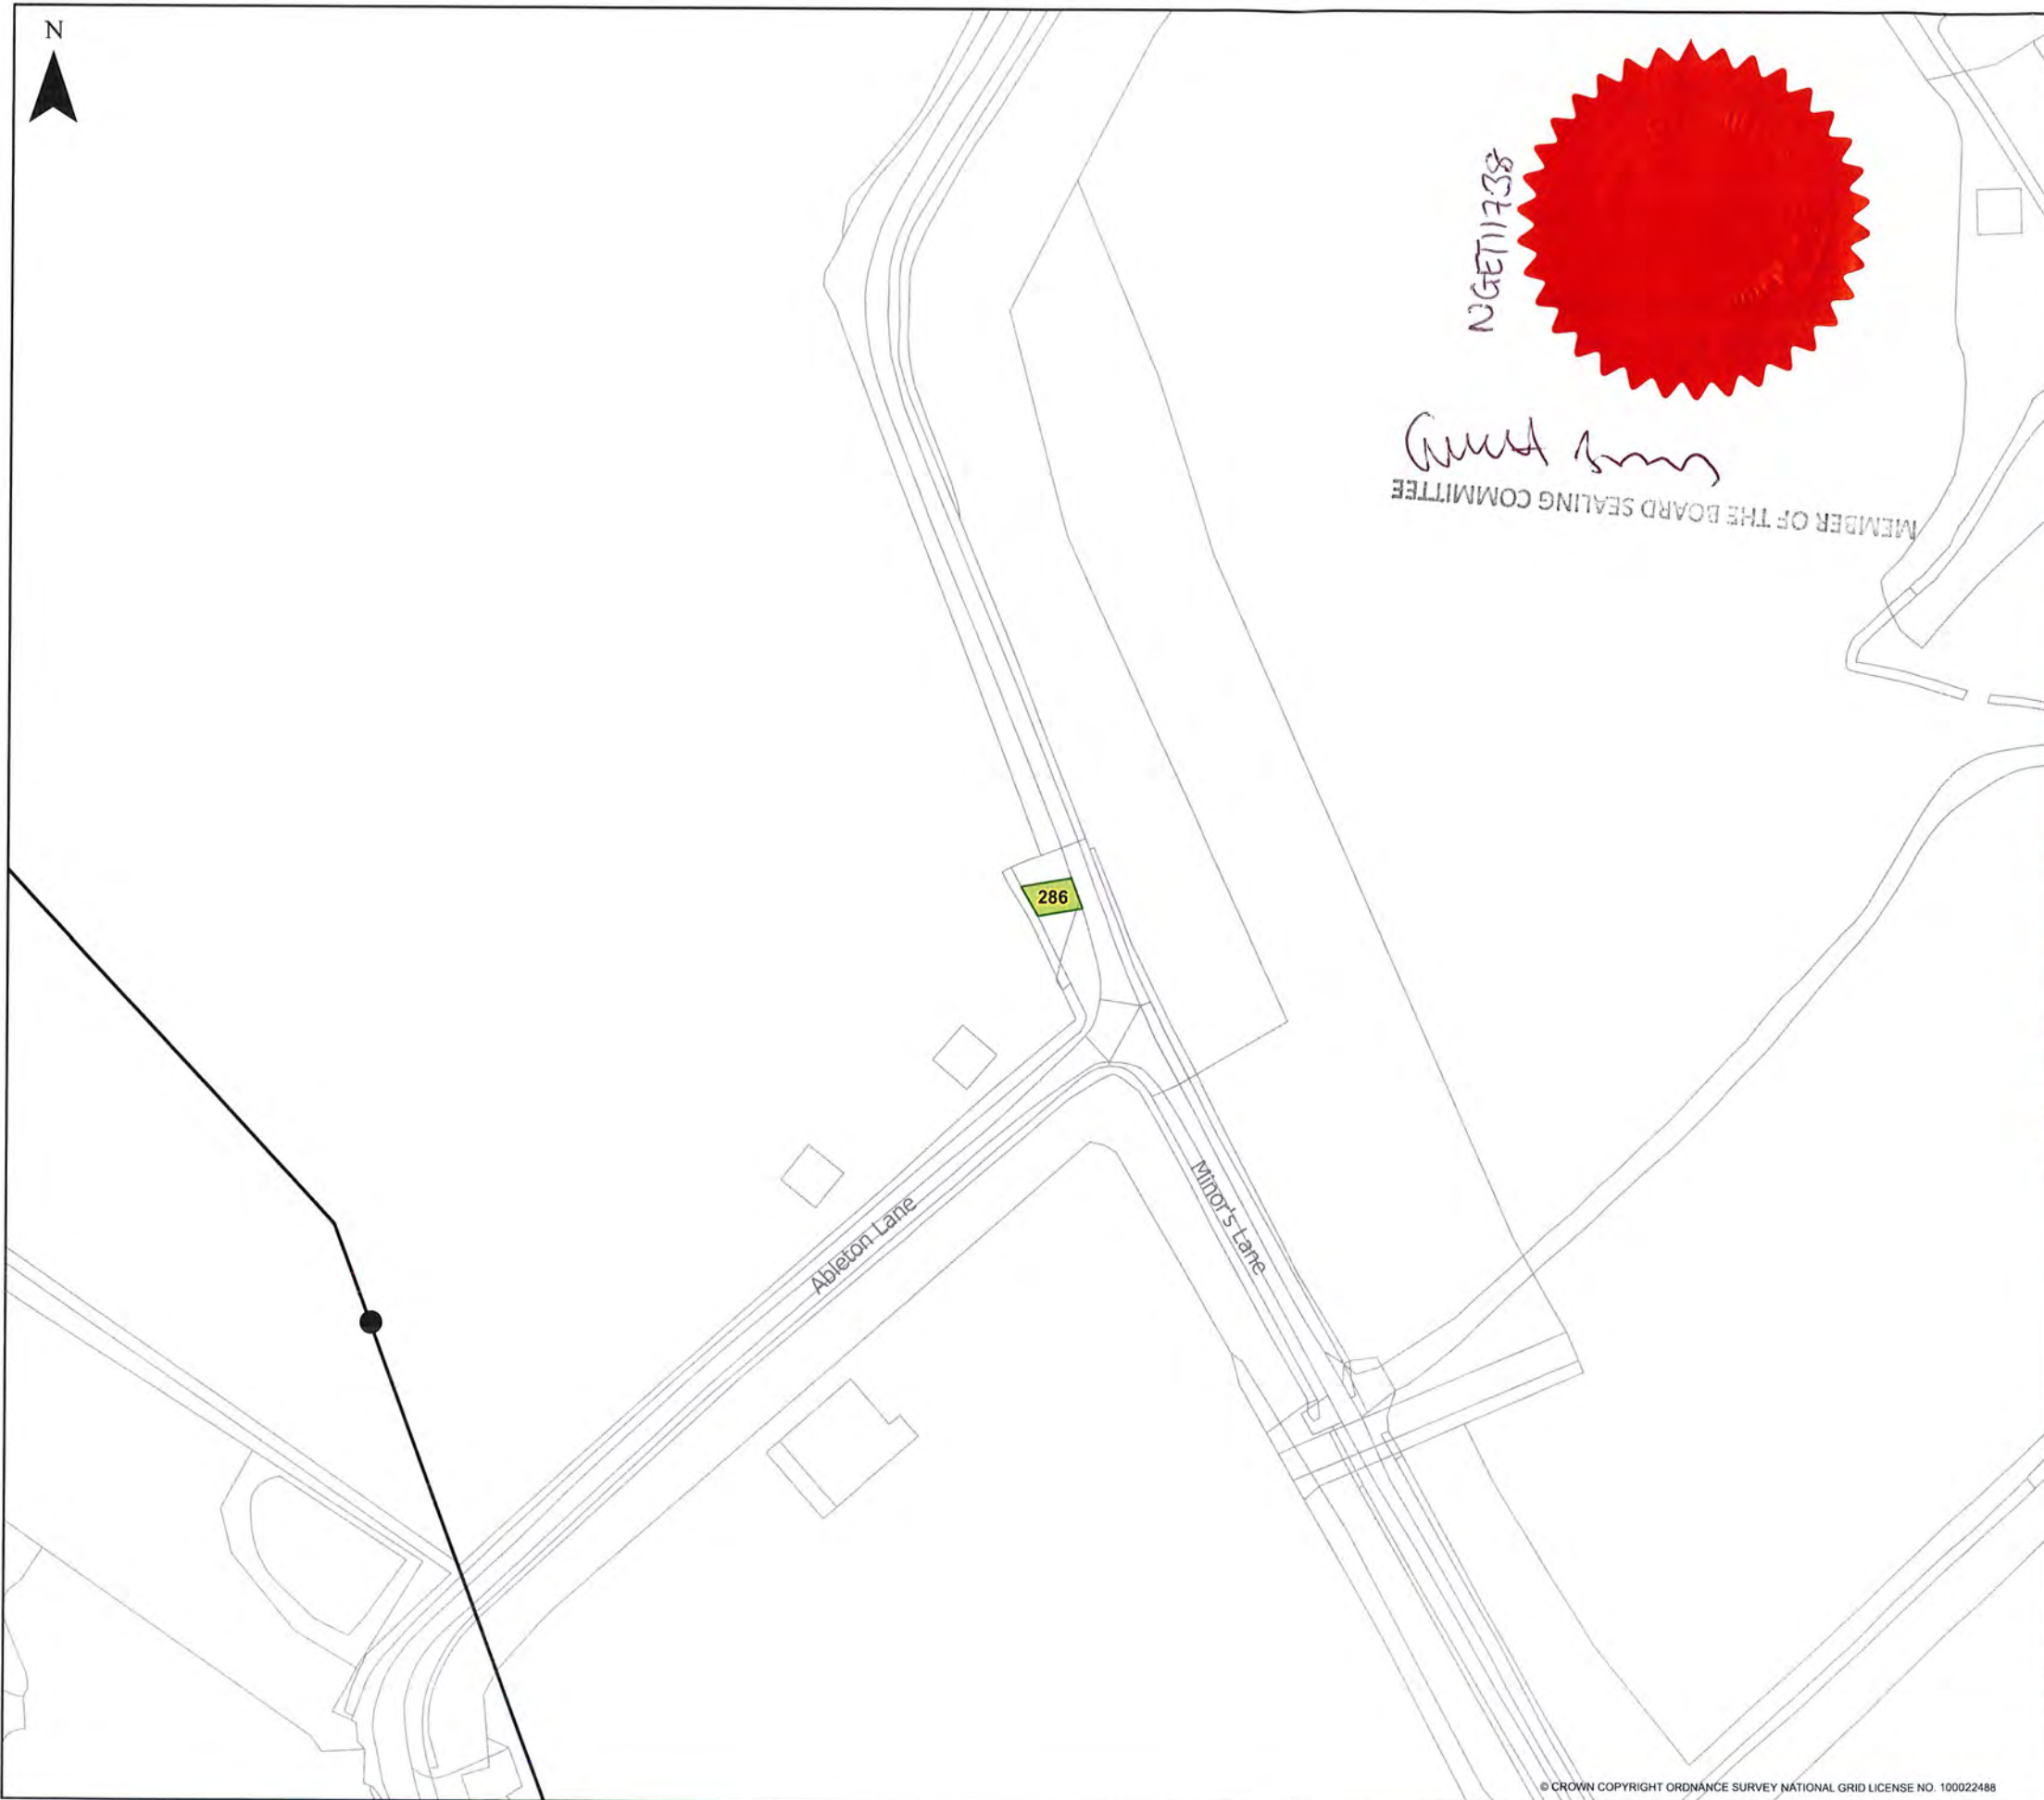 N
NGET11738
MEMBER OF THE BOARD SEALING COMMITTEE
286
Ableton Lane
Minor's Lane
© CROWN COPYRIGHT ORDNANCE SURVEY NATIONAL GRID LICENSE NO. 100022488